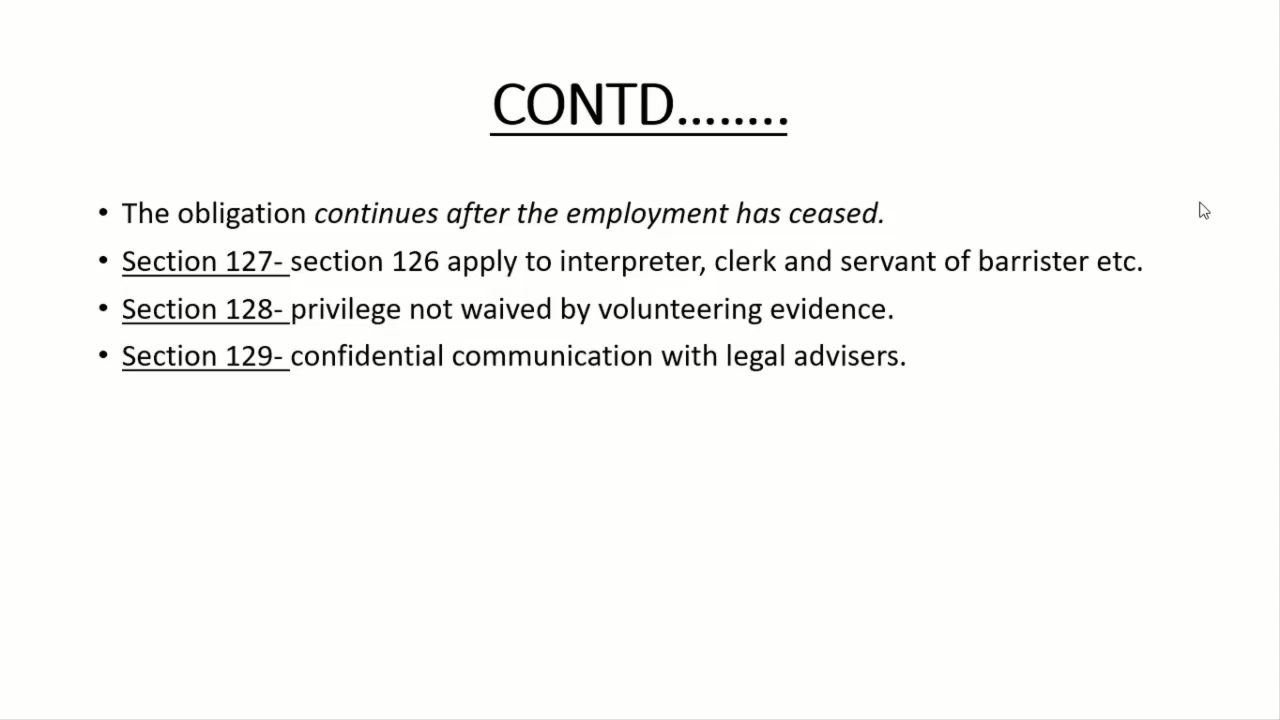 CONTD........
• The obligation continues after the employment has ceased.
• Section 127- section 126 apply to interpreter, clerk and servant of barrister etc.
• Section 128- privilege not waived by volunteering evidence.
• Section 129- confidential communication with legal advisers.